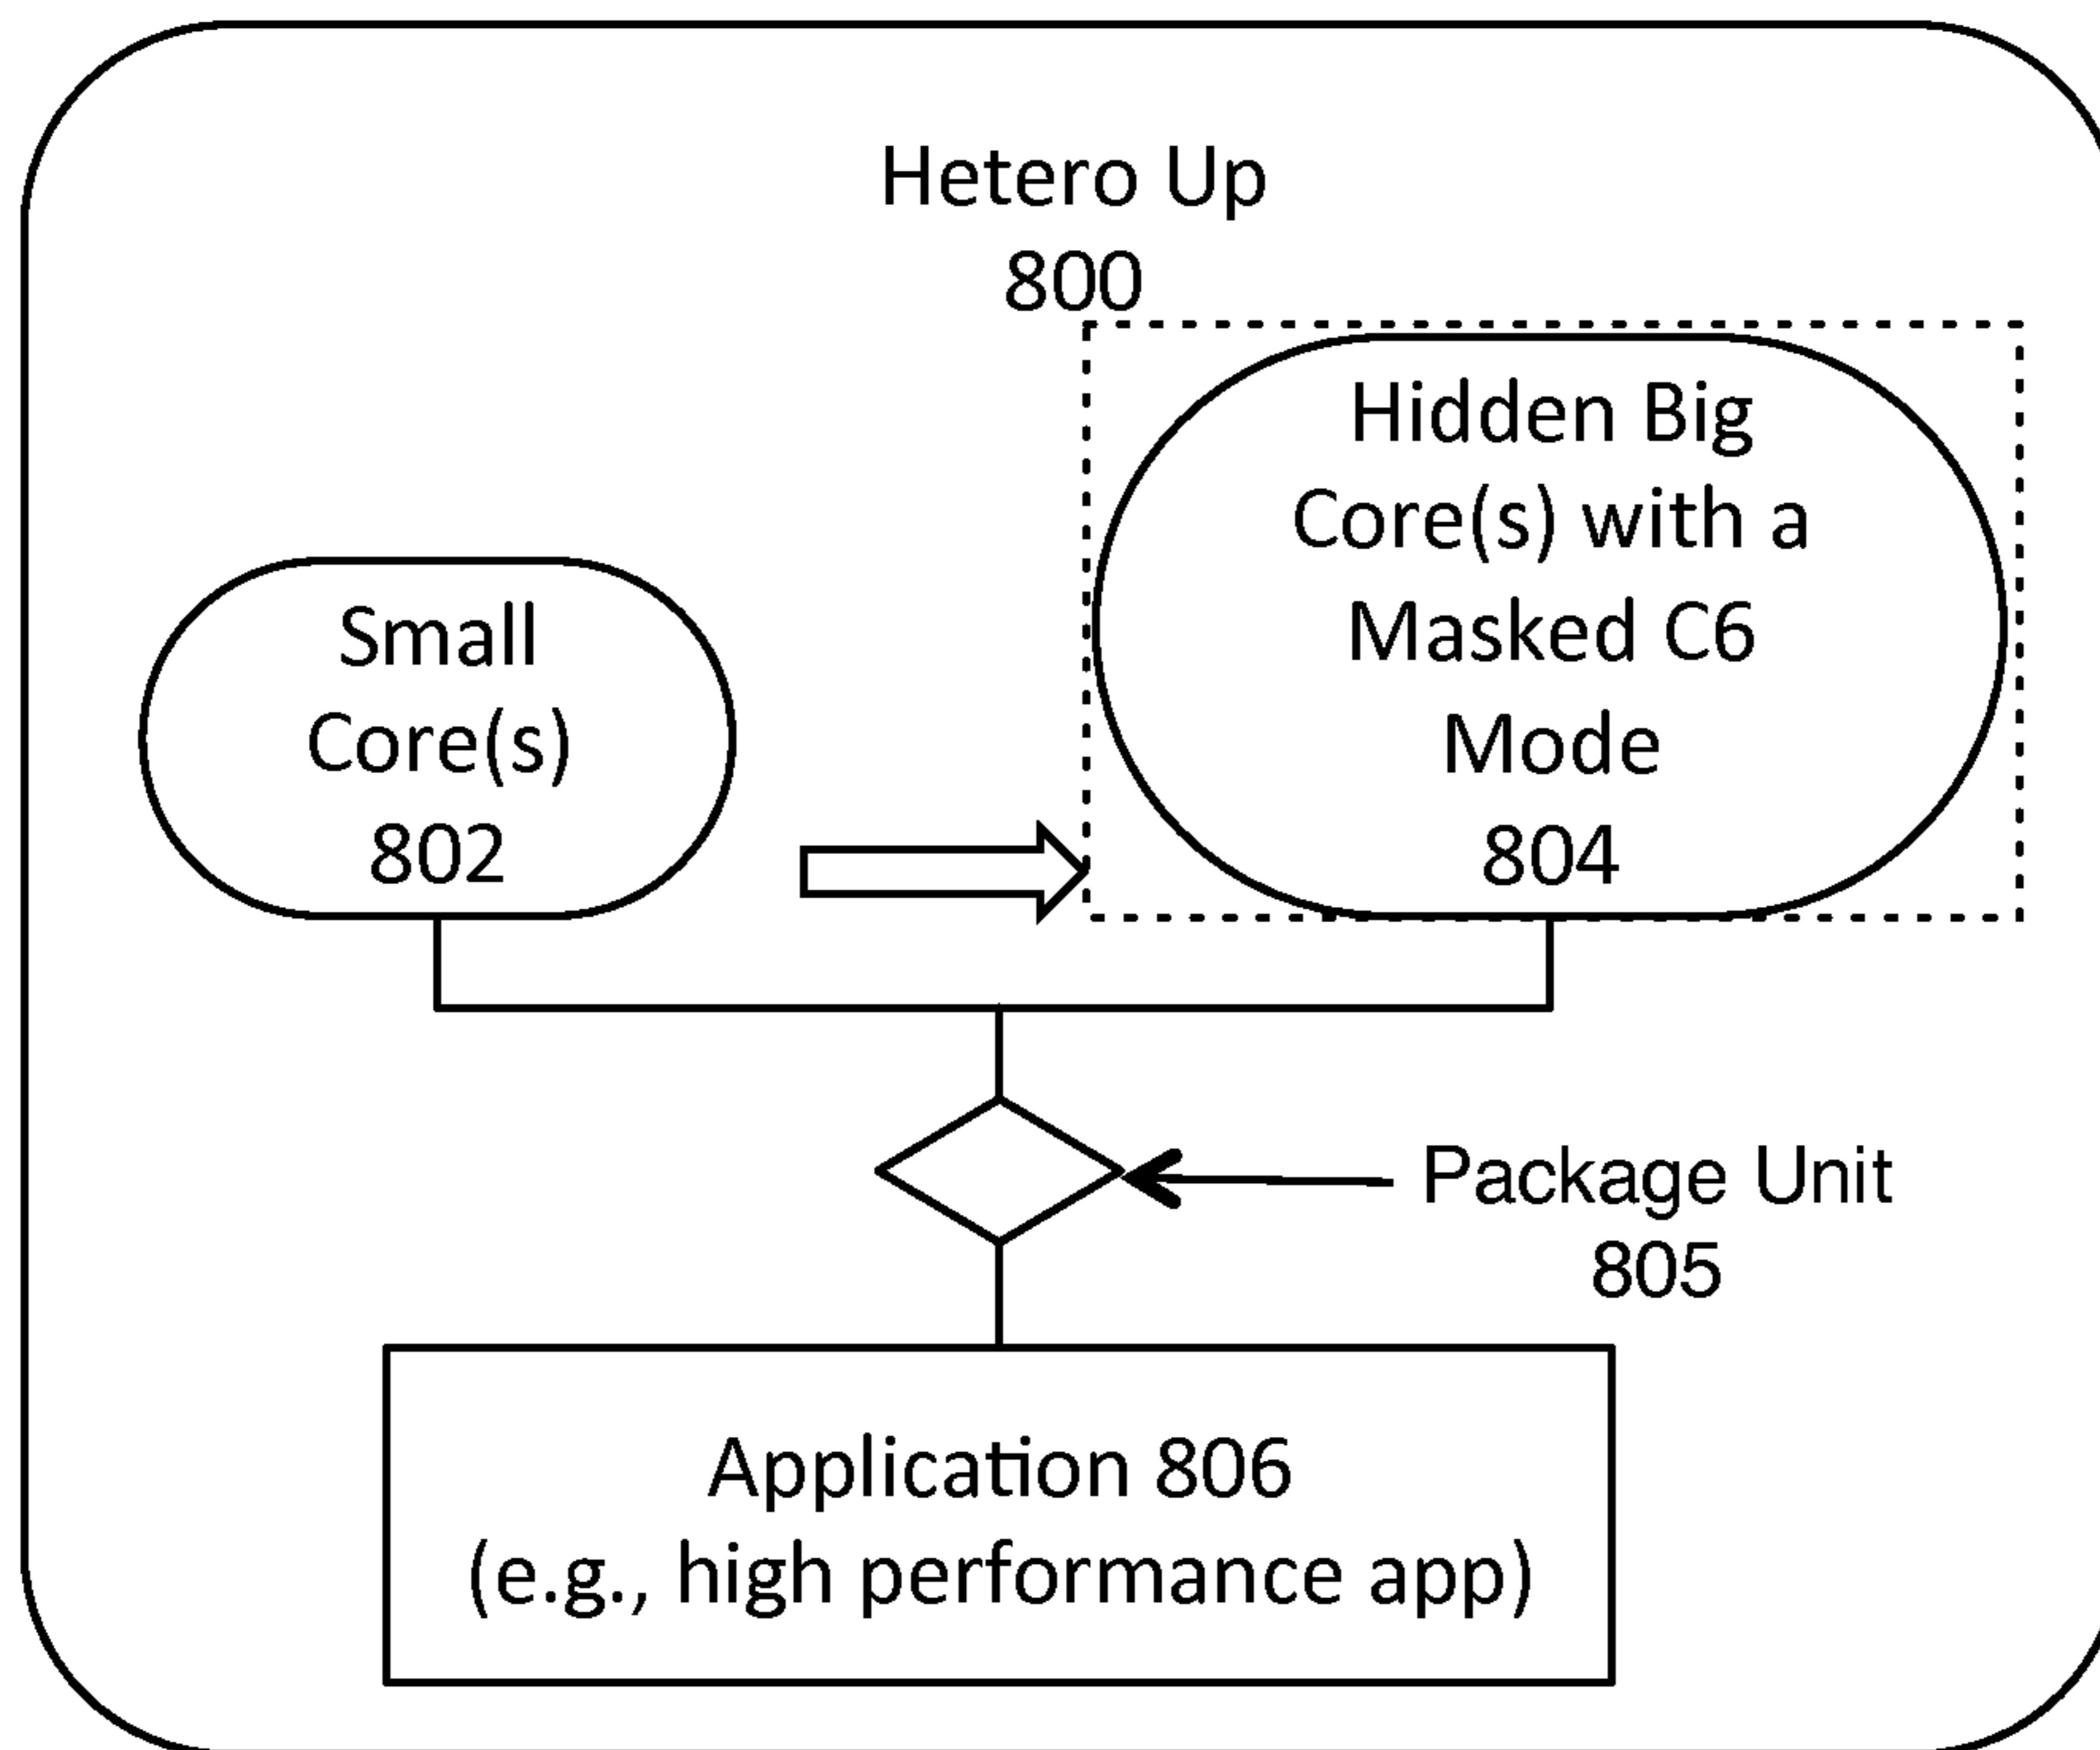 Hetero Up
800
Small
Core(s)
802
Hidden Big
Core(s) with a
Masked C6
Mode
804
Package Unit
805
Application 806
(e.g., high performance app)